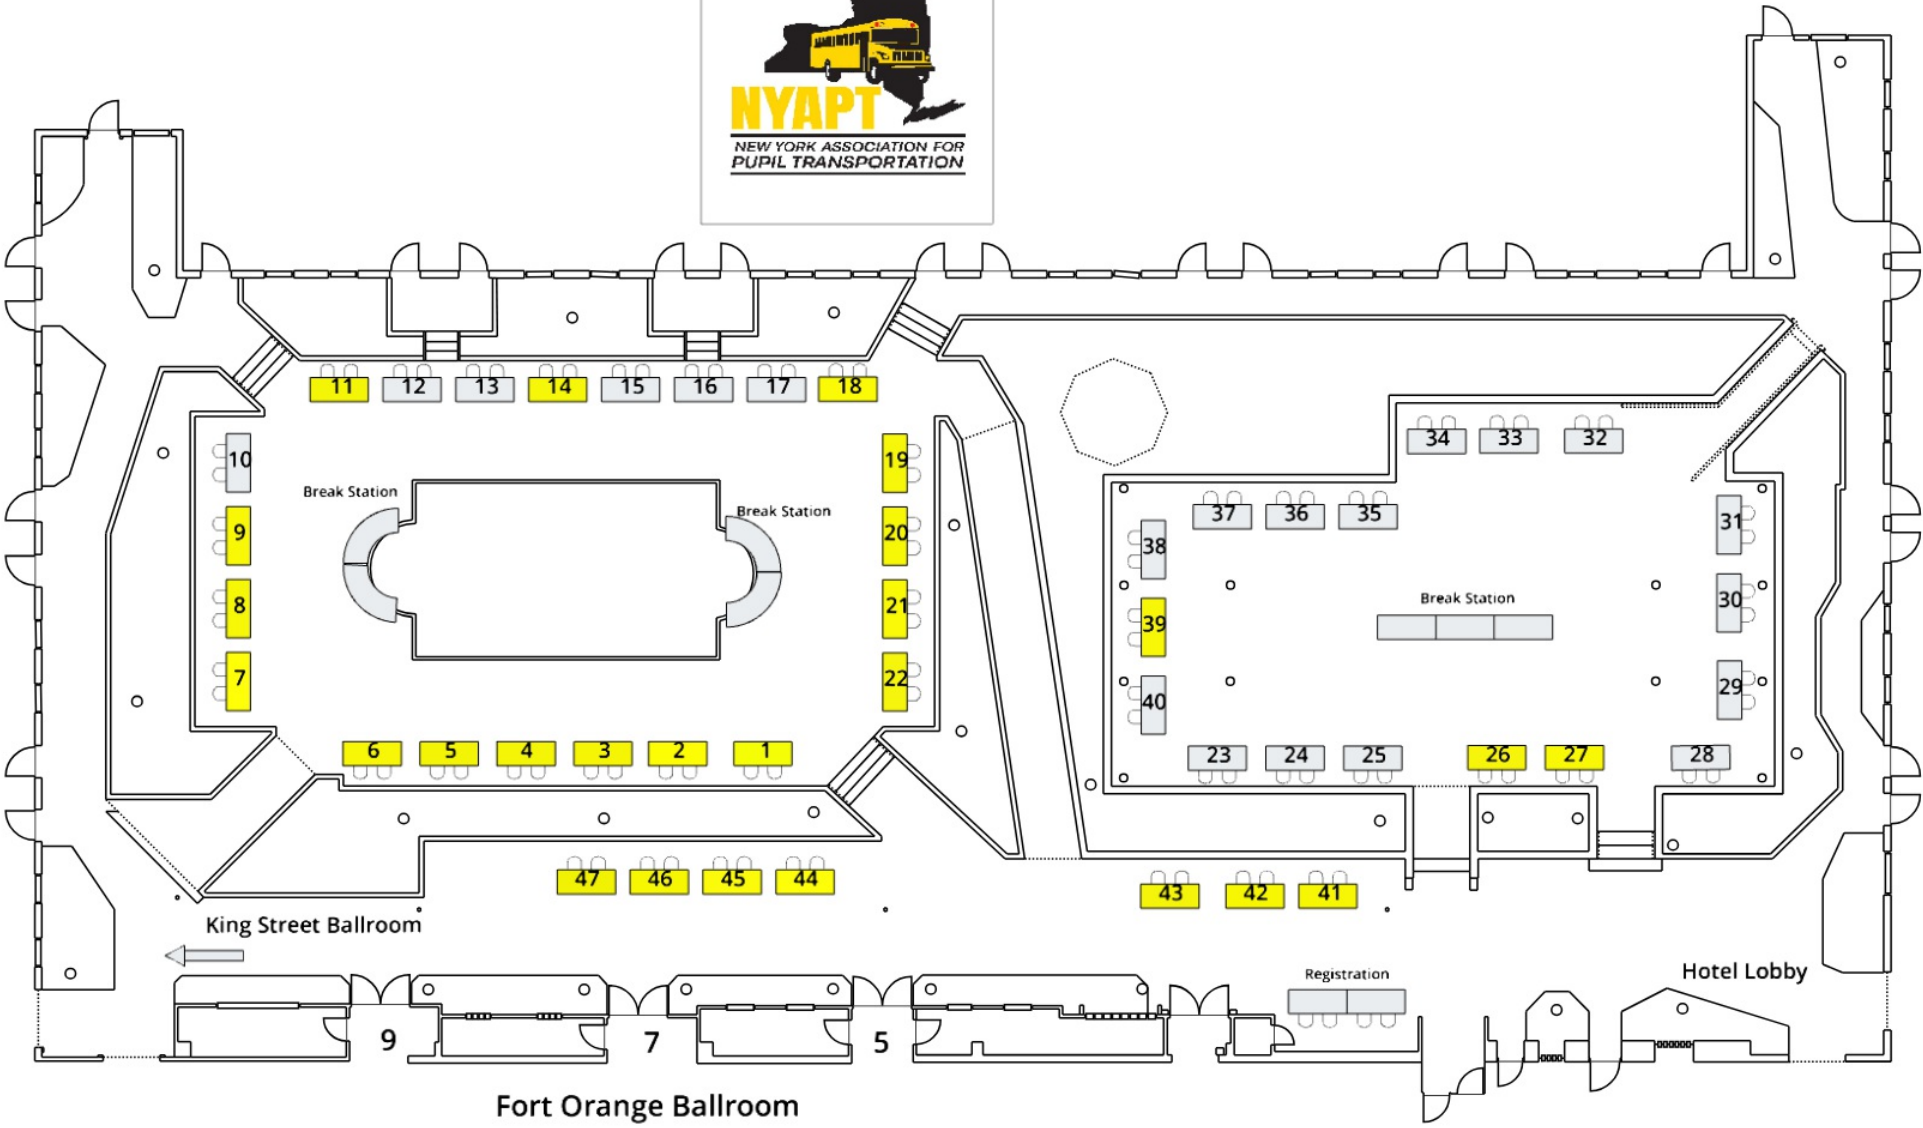 NYAPT
NEW YORK ASSOCIATION FOR
PUPIL TRANSPORTATION
11 12 13 14 15 16 17 18
34 33 32
10 19
Break Station
Break Station
37 36 35 31
9 20
38
8 21
Break Station
30
39
7 22
29
40
6 5 4 3 2 1
23 24 25 26 27 28
47 46 45 44
43 42 41
King Street Ballroom
Hotel Lobby
Registration
9 7 5
Fort Orange Ballroom